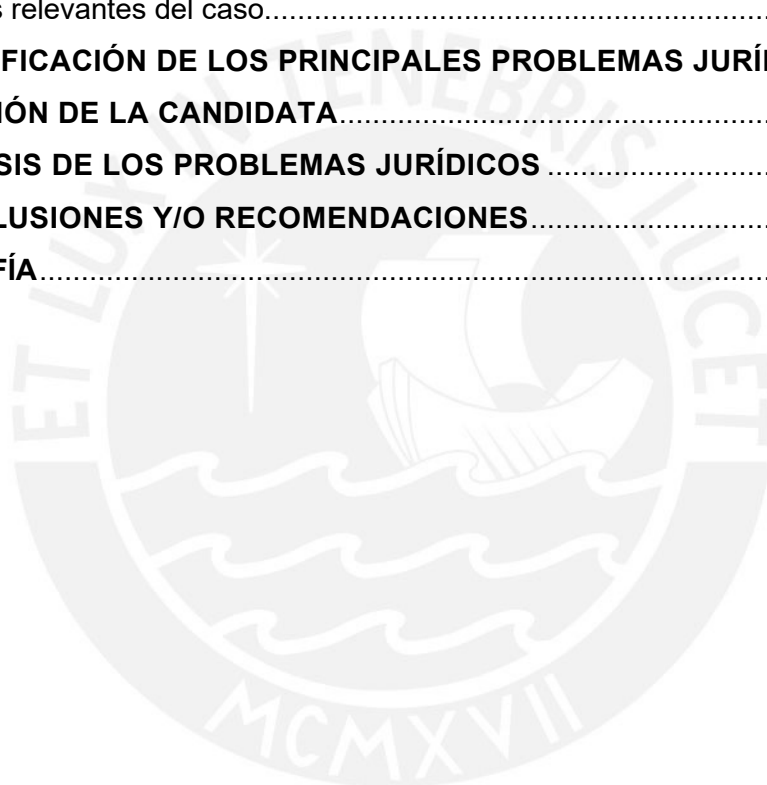 s relevantes del caso
FICACIÓN DE LOS PRINCIPALES PROBLEMAS JURÍ
IÓN DE LA CANDIDATA
SIS DE LOS PROBLEMAS JURÍDICOS
LUSIONES Y/O RECOMENDACIONES
FÍA
ET LUX IN TENEBRIS LUCET
MCMXVII